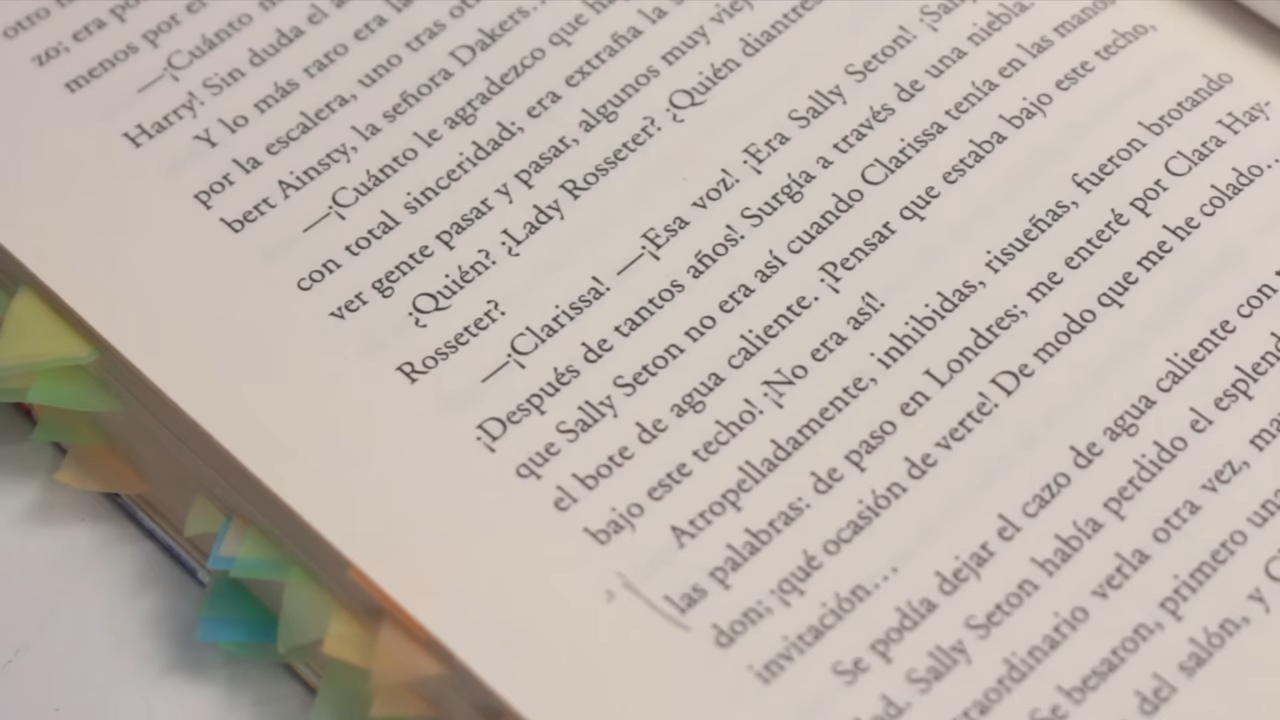 otro
zo; era
menos por el
—¡Cuánto
Harry! Sin duda el
Y lo más raro era la
por la escalera, uno tras
bert Ainsty, la señora Dakers...
—¡Cuánto le agradezco que
con total sinceridad; era extraña la
ver gente pasar y pasar, algunos muy
¿Quién? ¿Lady Rosseter? ¿Quién diantres
Rosseter?
—¡Clarissa! —¡Esa voz! ¡Era Sally Seton!
¡Después de tantos años! Surgía a través de una niebla.
que Sally Seton no era así cuando Clarissa tenía en las manos
el bote de agua caliente. ¡Pensar que estaba bajo este techo,
bajo este techo! ¡No era así!
Atropelladamente, inhibidas, risueñas, fueron brotando
las palabras: de paso en Londres; me enteré por Clara Hay-
don; ¡qué ocasión de verte! De modo que me he colado...
invitación...
Se podía dejar el cazo de agua caliente con
Sally Seton había perdido el
verla otra vez,
Se besaron, primero
del salón, y